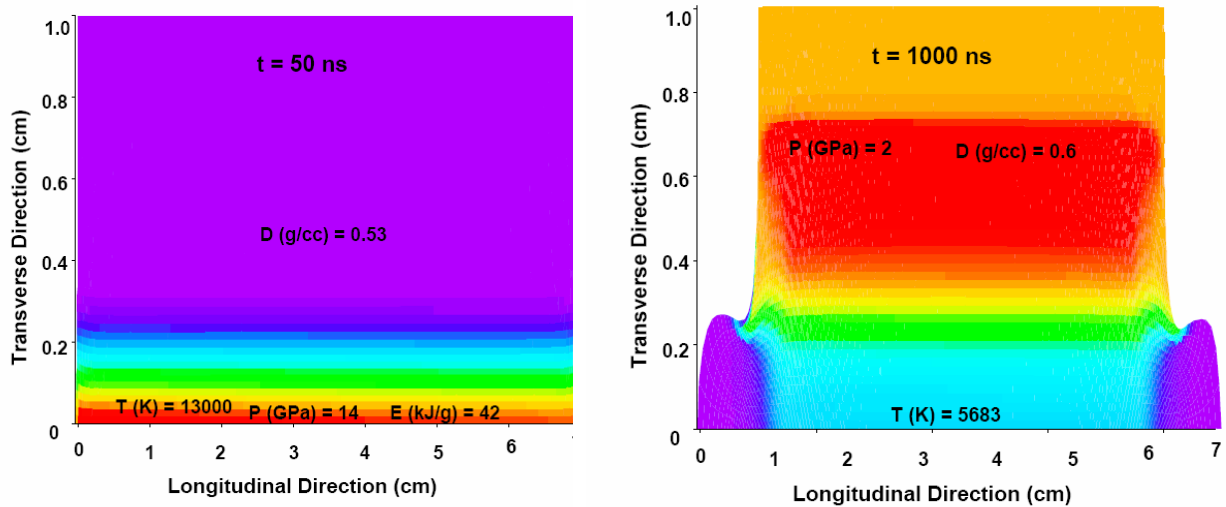 1.0
t = 50 ns
0.8
0.6
D (g/cc) = 0.53
0.4
0.2
T (K) = 13000
P (GPa) = 14
E (kJ/g) = 42
0
Transverse Direction (cm)
0 1 2 3 4 5 6
Longitudinal Direction (cm)
1.0
t = 1000 ns
0.8
P (GPa) = 2
D (g/cc) = 0.6
0.6
0.4
0.2
T (K) = 5683
0
Transverse Direction (cm)
0 1 2 3 4 5 6 7
Longitudinal Direction (cm)